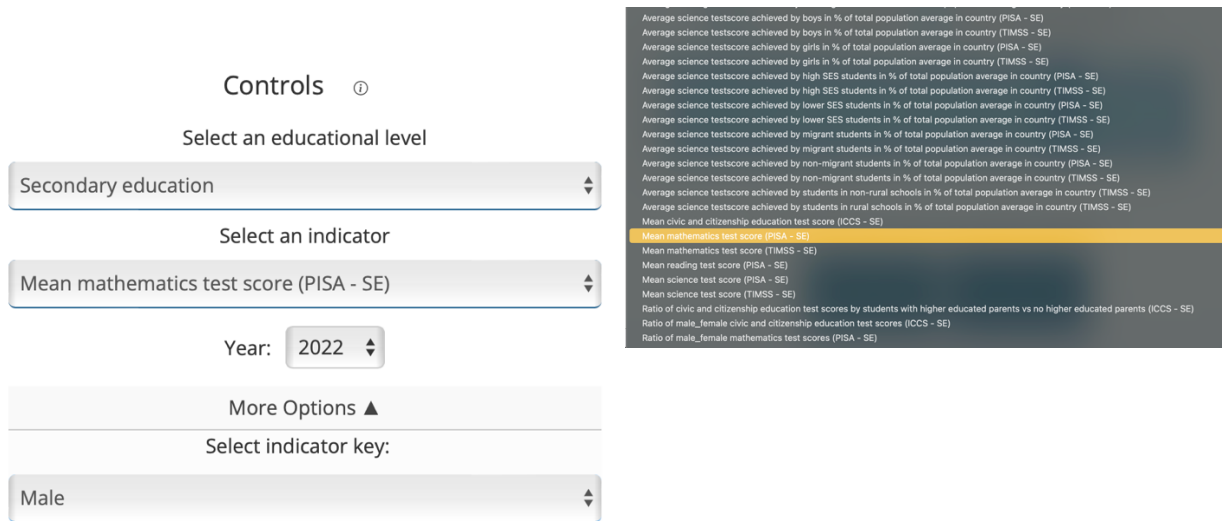 Controls ⓘ
Select an educational level
Secondary education
Select an indicator
Mean mathematics test score (PISA - SE)
Year: 2022
More Options ▲
Select indicator key:
Male
Average science testscore achieved by boys in % of total population average in country (PISA - SE)
Average science testscore achieved by boys in % of total population average in country (TIMSS - SE)
Average science testscore achieved by girls in % of total population average in country (PISA - SE)
Average science testscore achieved by girls in % of total population average in country (TIMSS - SE)
Average science testscore achieved by high SES students in % of total population average in country (PISA - SE)
Average science testscore achieved by high SES students in % of total population average in country (TIMSS - SE)
Average science testscore achieved by lower SES students in % of total population average in country (PISA - SE)
Average science testscore achieved by lower SES students in % of total population average in country (TIMSS - SE)
Average science testscore achieved by migrant students in % of total population average in country (PISA - SE)
Average science testscore achieved by migrant students in % of total population average in country (TIMSS - SE)
Average science testscore achieved by non-migrant students in % of total population average in country (PISA - SE)
Average science testscore achieved by non-migrant students in % of total population average in country (TIMSS - SE)
Average science testscore achieved by students in non-rural schools in % of total population average in country (TIMSS - SE)
Average science testscore achieved by students in rural schools in % of total population average in country (TIMSS - SE)
Mean civic and citizenship education test score (ICCS - SE)
Mean mathematics test score (PISA - SE)
Mean mathematics test score (TIMSS - SE)
Mean reading test score (PISA - SE)
Mean science test score (PISA - SE)
Mean science test score (TIMSS - SE)
Ratio of civic and citizenship education test scores by students with higher educated parents vs no higher educated parents (ICCS - SE)
Ratio of male_female civic and citizenship education test scores (ICCS - SE)
Ratio of male_female mathematics test scores (PISA - SE)